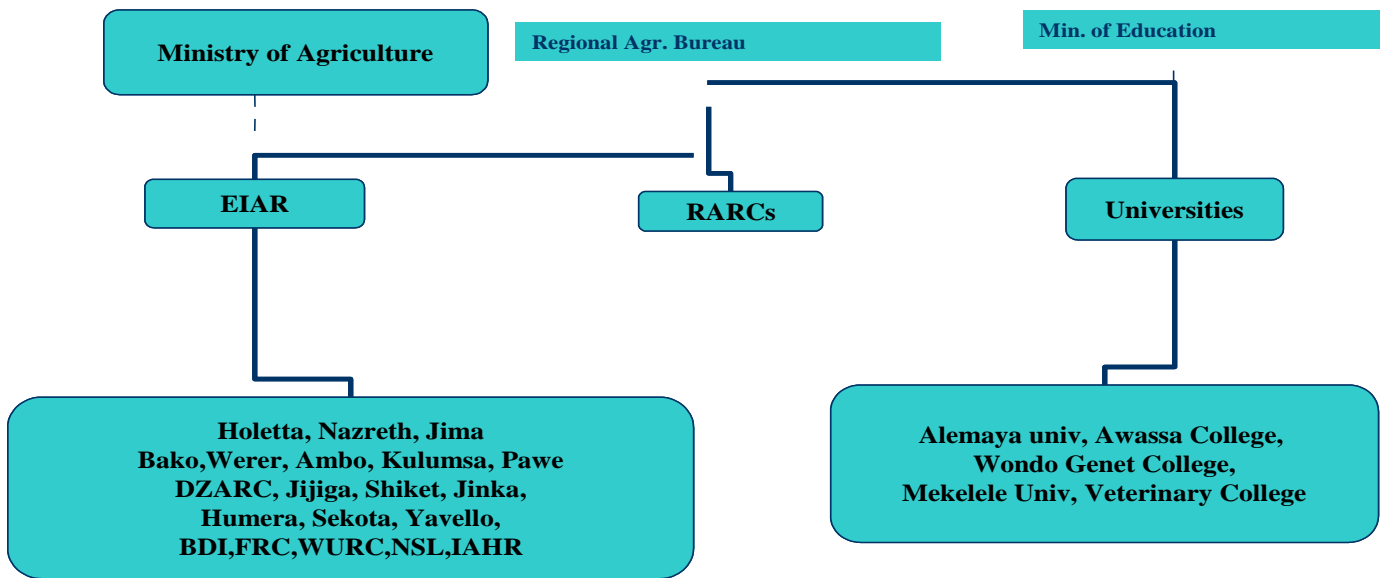 Ministry of Agriculture
Regional Agr. Bureau
Min. of Education
EIAR
RARCs
Universities
Holetta, Nazreth, Jima
Bako,Werer, Ambo, Kulumsa, Pawe
DZARC, Jijiga, Shiket, Jinka,
Humera, Sekota, Yavello,
BDI,FRC,WURC,NSL,IAHR
Alemaya univ, Awassa College,
Wondo Genet College,
Mekelele Univ, Veterinary College